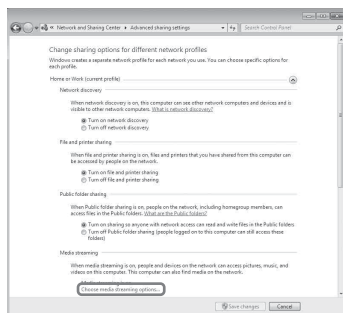 « Network and Sharing Center ▸ Advanced sharing settings
Search Control Panel
Change sharing options for different network profiles
Windows creates a separate network profile for each network you use. You can choose specific options for
each profile.
Home or Work (current profile)
Network discovery
When network discovery is on, this computer can see other network computers and devices and is
visible to other network computers. What is network discovery?
Turn on network discovery
Turn off network discovery
File and printer sharing
When file and printer sharing is on, files and printers that you have shared from this computer can
be accessed by people on the network.
Turn on file and printer sharing
Turn off file and printer sharing
Public folder sharing
When Public folder sharing is on, people on the network, including homegroup members, can
access files in the Public folders. What are the Public folders?
Turn on sharing so anyone with network access can read and write files in the Public folders
Turn off Public folder sharing (people logged on to this computer can still access these
folders)
Media streaming
When media streaming is on, people and devices on the network can access pictures, music, and
videos on this computer. This computer can also find media on the network.
Choose media streaming options...
Save changes
Cancel